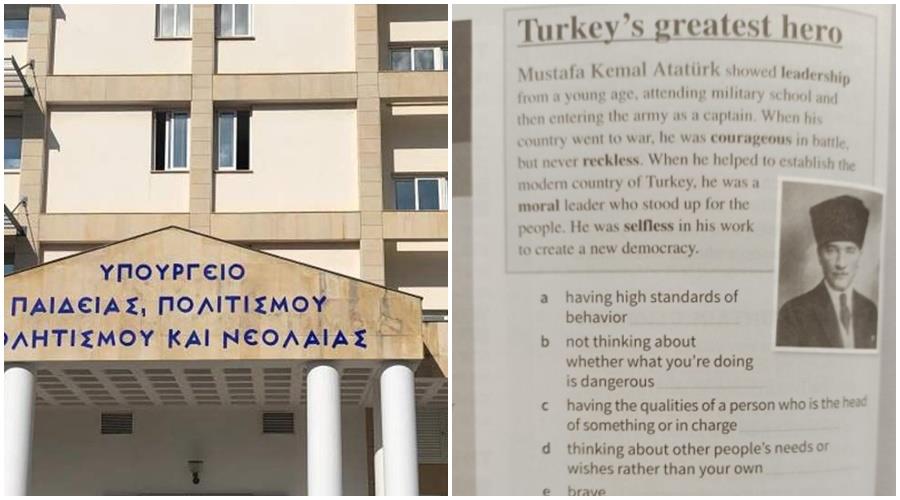 ΥΠΟΥΡΓΕΙΟ
ΠΑΙΔΕΙΑΣ, ΠΟΛΙΤΙΣΜΟΥ
ΘΛΗΤΙΣΜΟΥ ΚΑΙ ΝΕΟΛΑΙΑΣ
Turkey's greatest hero
Mustafa Kemal Atatürk showed leadership
from a young age, attending military school and
then entering the army as a captain. When his
country went to war, he was courageous in battle,
but never reckless. When he helped to establish the
modern country of Turkey, he was a
moral leader who stood up for the
people. He was selfless in his work
to create a new democracy.
a having high standards of
behavior
b not thinking about
whether what you're doing
is dangerous
c having the qualities of a person who is the head
of something or in charge
d thinking about other people's needs or
wishes rather than your own
e brave